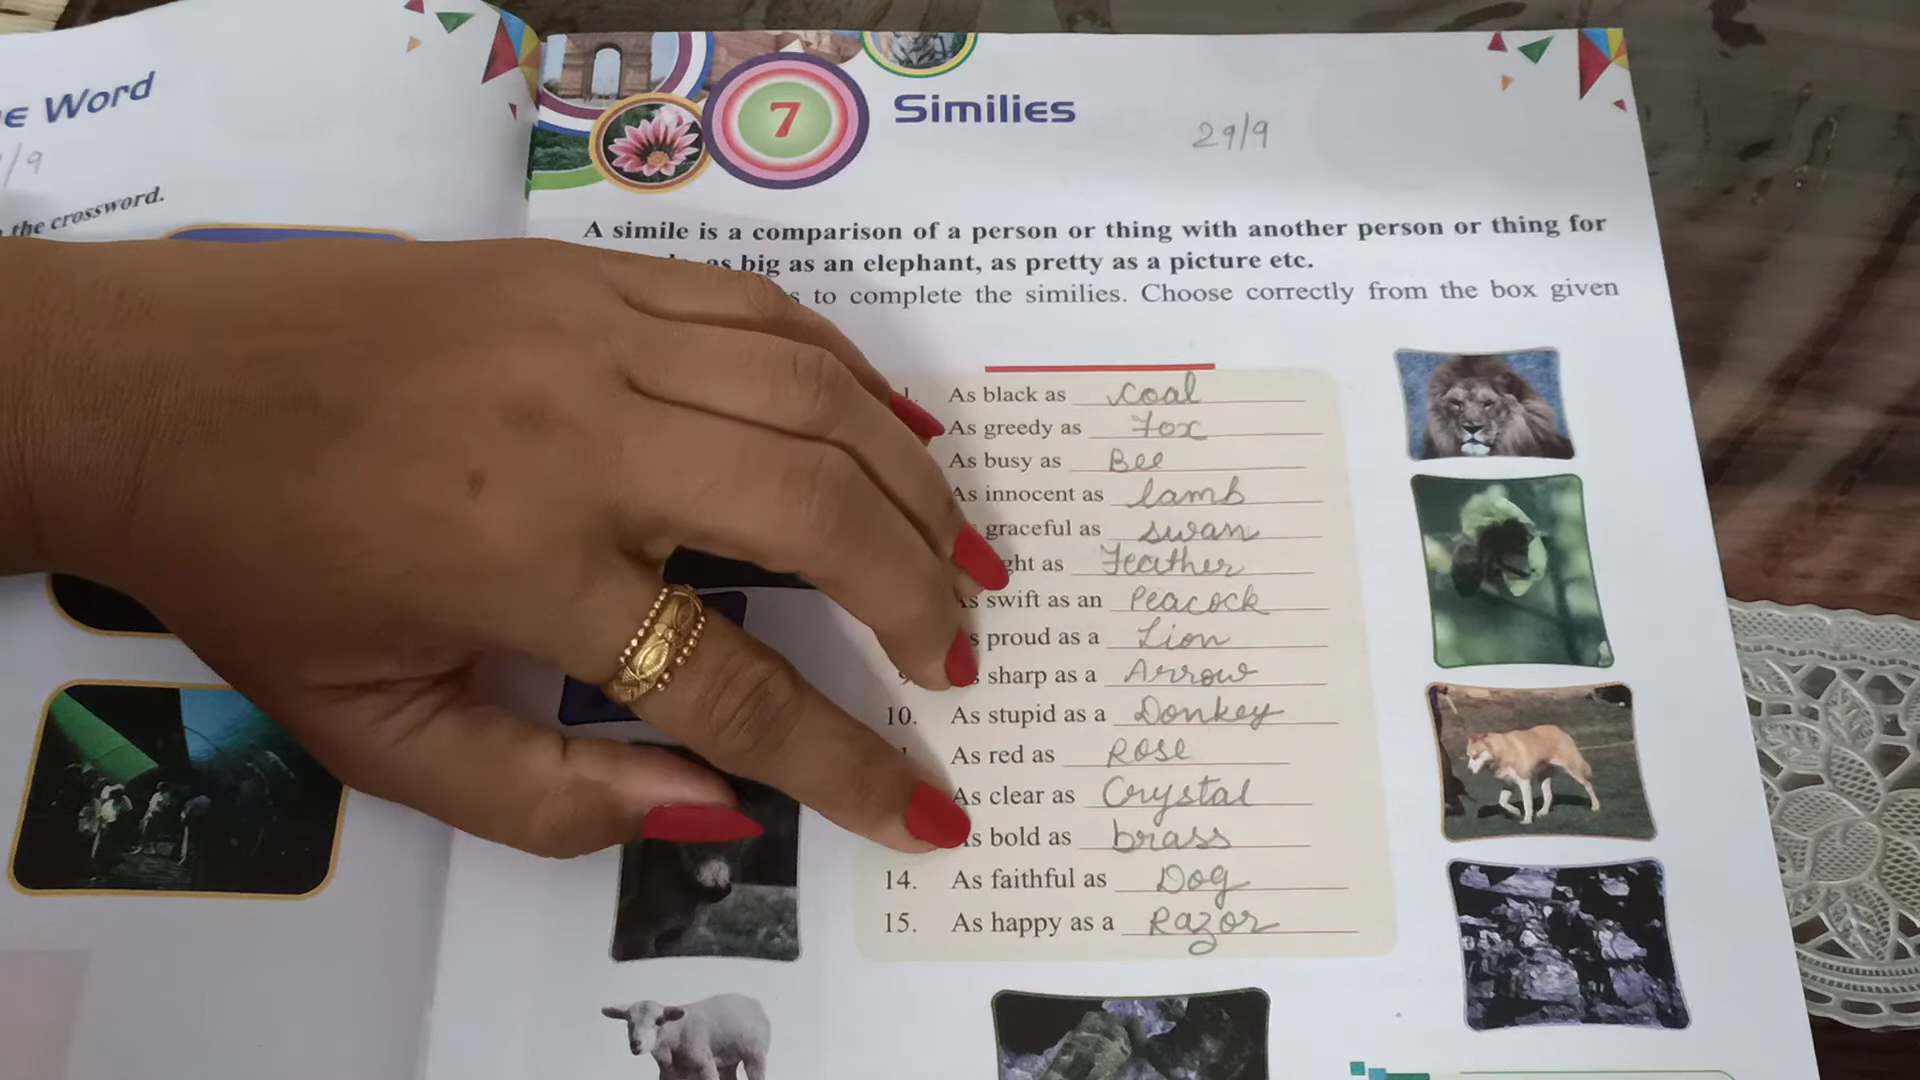 E Word
/9
the crossword.
7
Similies
29/9
A simile is a comparison of a person or thing with another person or thing for
as big as an elephant, as pretty as a picture etc.
to complete the similies. Choose correctly from the box given
1. As black as coal
As greedy as Fox
As busy as Bee
As innocent as lamb
graceful as swan
ght as Feather
As swift as an Peacock
s proud as a Lion
9. sharp as a Arrow
10. As stupid as a Donkey
As red as Rose
As clear as Crystal
As bold as brass
14. As faithful as Dog
15. As happy as a Razor